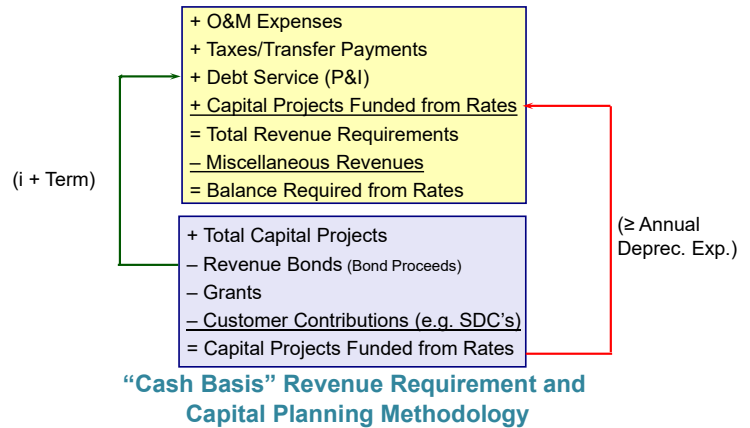 + O&M Expenses
+ Taxes/Transfer Payments
+ Debt Service (P&I)
+ Capital Projects Funded from Rates
= Total Revenue Requirements
– Miscellaneous Revenues
= Balance Required from Rates
(i + Term)
(≥ Annual
Deprec. Exp.)
+ Total Capital Projects
– Revenue Bonds (Bond Proceeds)
– Grants
– Customer Contributions (e.g. SDC's)
= Capital Projects Funded from Rates
“Cash Basis” Revenue Requirement and
Capital Planning Methodology